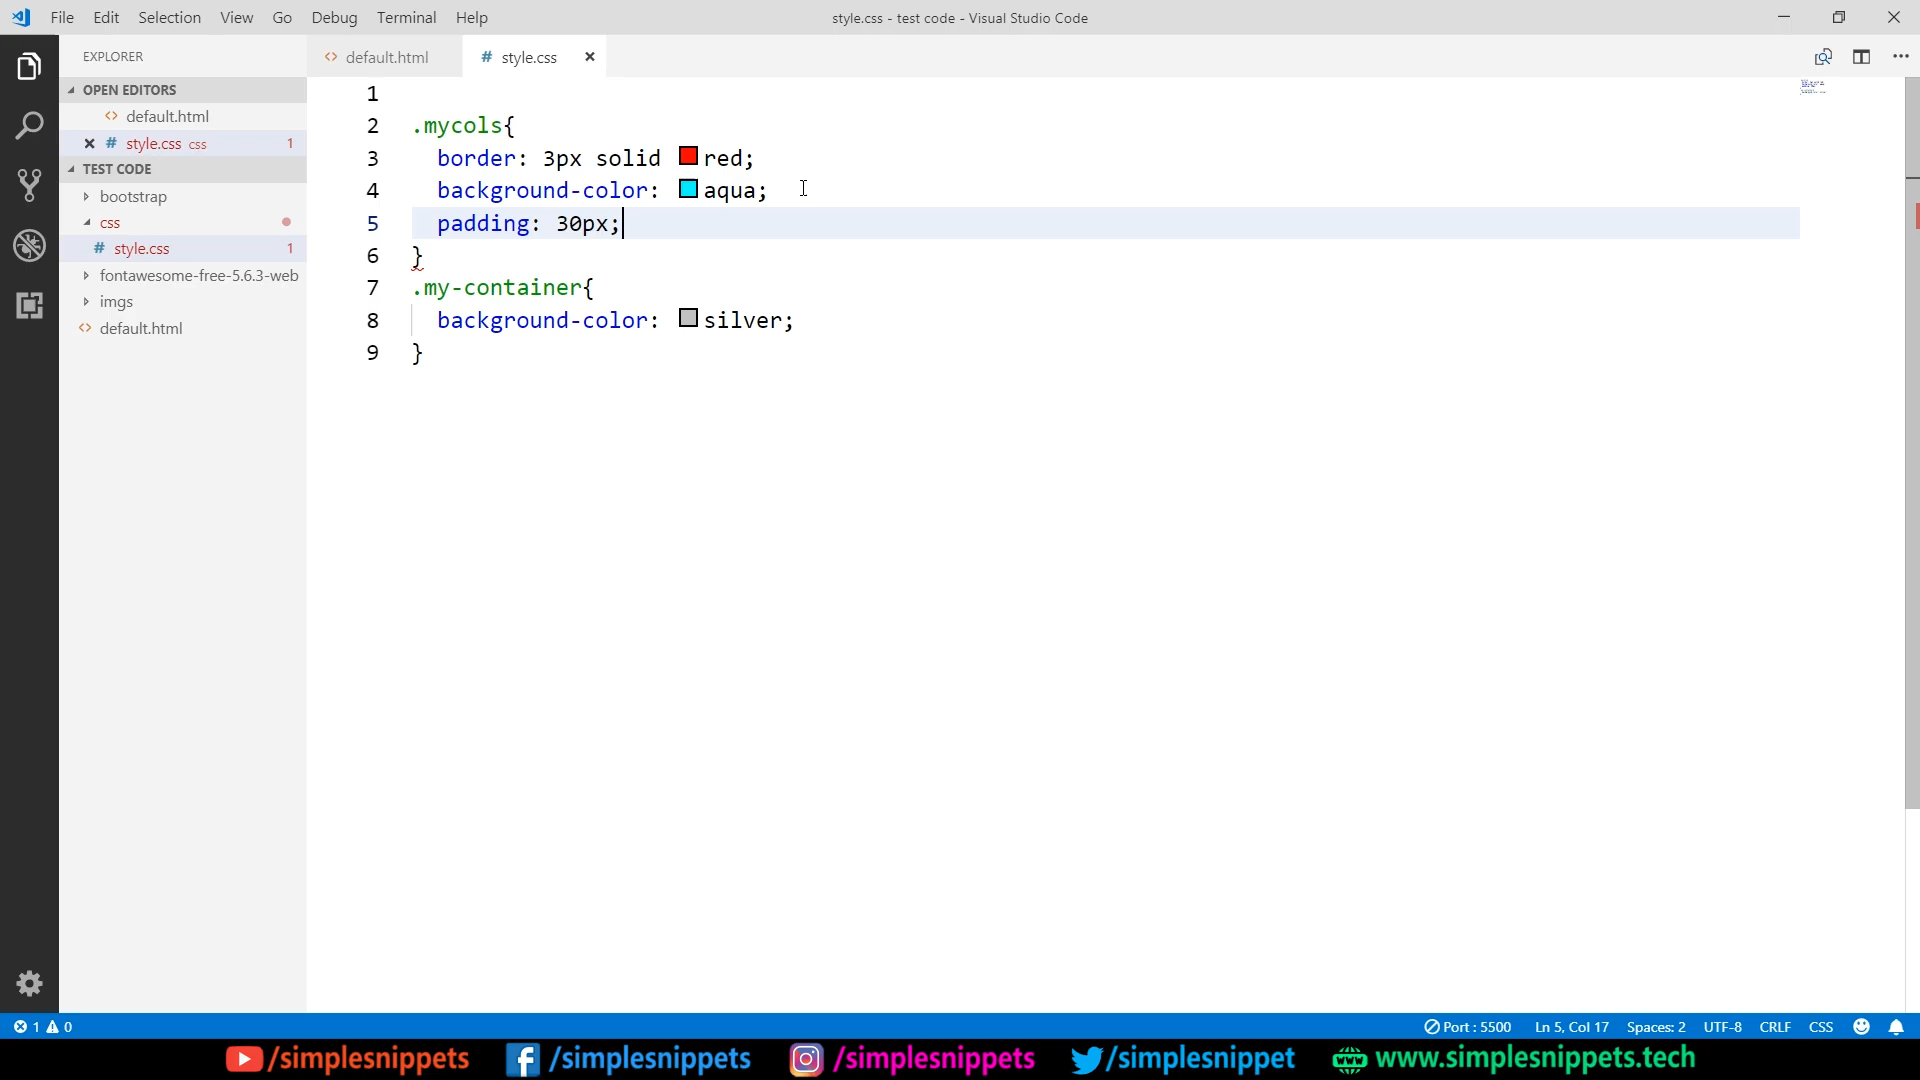 File Edit Selection View Go Debug Terminal Help
style.css - test code - Visual Studio Code
EXPLORER
default.html
# style.css
OPEN EDITORS
default.html
# style.css css 1
TEST CODE
bootstrap
css
# style.css 1
fontawesome-free-5.6.3-web
imgs
default.html
1
2 .mycols{
3 border: 3px solid red;
4 background-color: aqua;
5 padding: 30px;
6 }
7 .my-container{
8 background-color: silver;
9 }
1 0
Port : 5500 Ln 5, Col 17 Spaces: 2 UTF-8 CRLF CSS
/simplesnippets /simplesnippets /simplesnippets /simplesnippet www.simplesnippets.tech